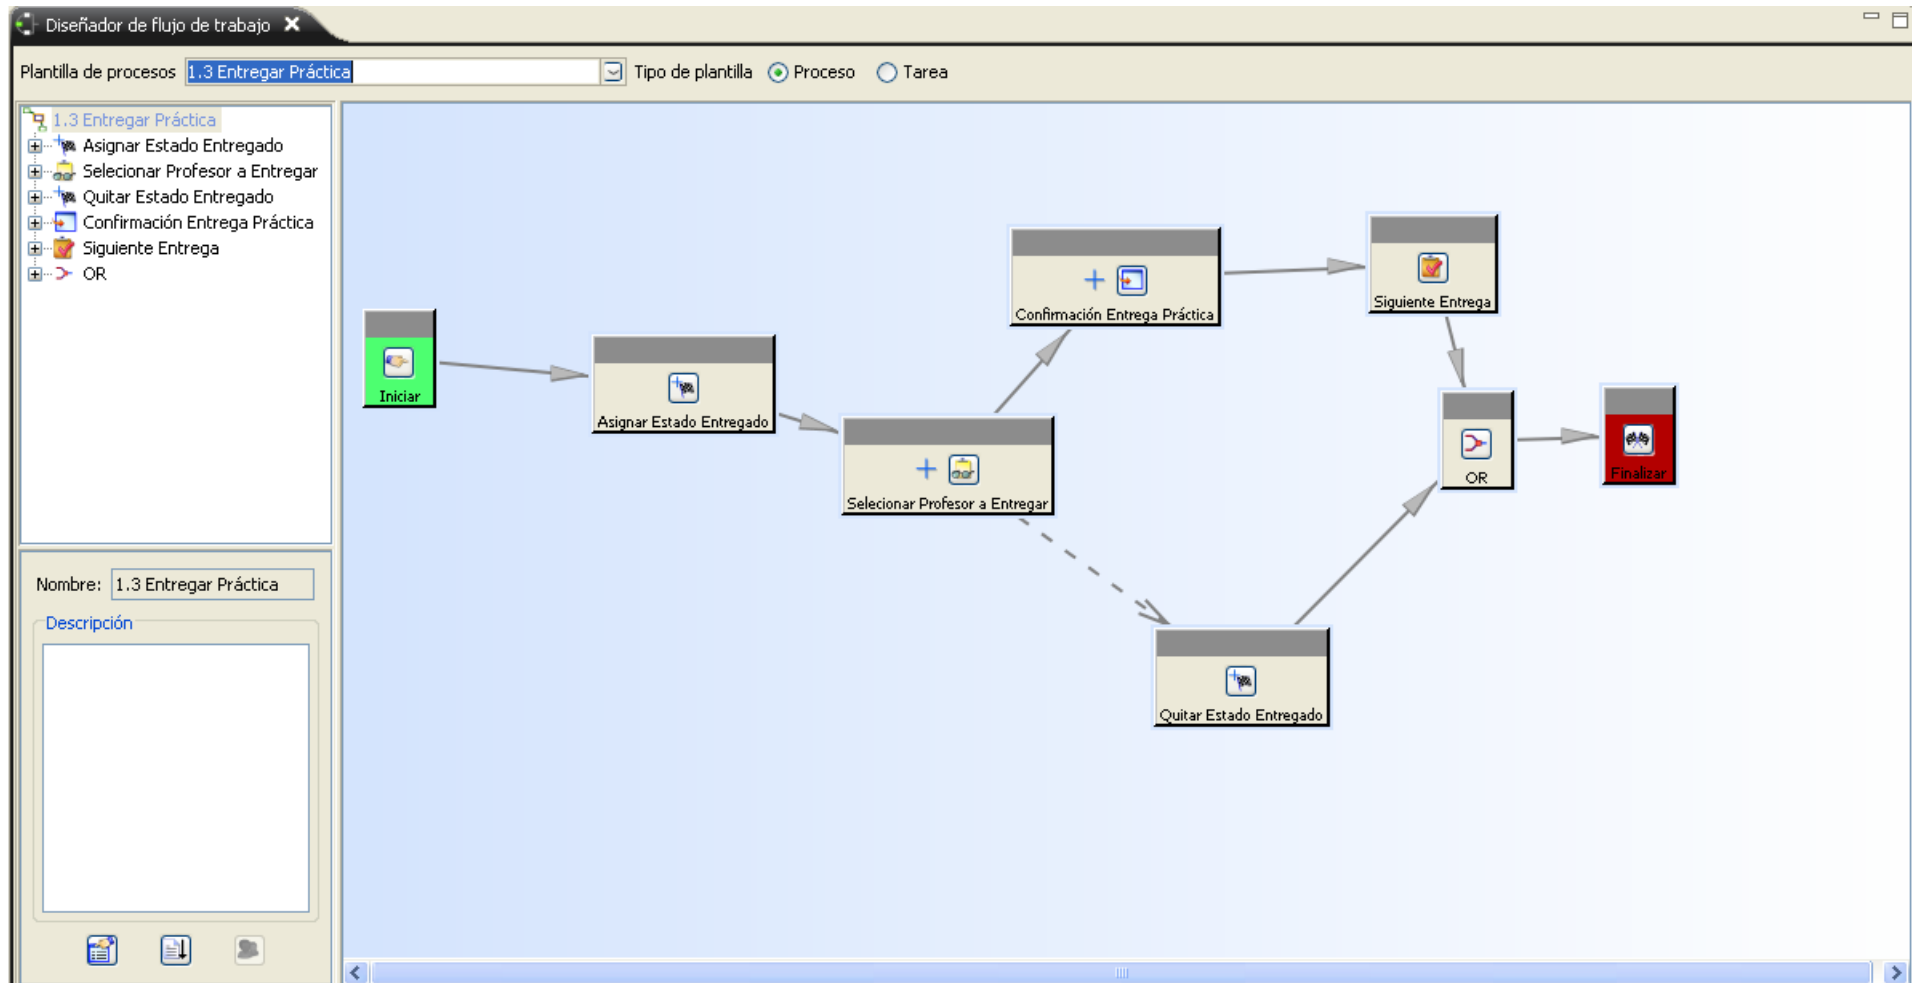 Diseñador de flujo de trabajo
Plantilla de procesos 1.3 Entregar Práctica Tipo de plantilla Proceso Tarea
1.3 Entregar Práctica
Asignar Estado Entregado
Selecionar Profesor a Entregar
Quitar Estado Entregado
Confirmación Entrega Práctica
Siguiente Entrega
OR
Nombre: 1.3 Entregar Práctica
Descripción
Iniciar
Asignar Estado Entregado
Selecionar Profesor a Entregar
Confirmación Entrega Práctica
Siguiente Entrega
OR
Finalizar
Quitar Estado Entregado